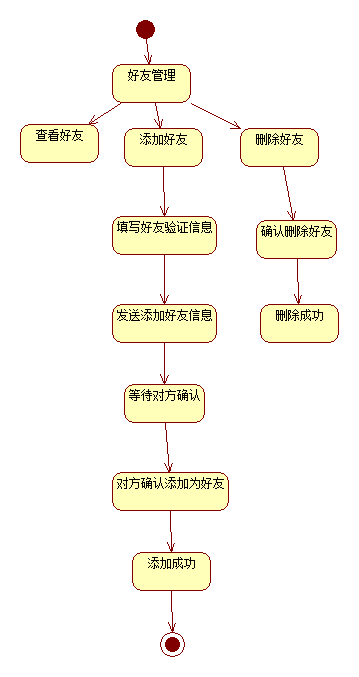 好友管理
查看好友
添加好友
删除好友
填写好友验证信息
确认删除好友
发送添加好友信息
删除成功
等待对方确认
对方确认添加为好友
添加成功